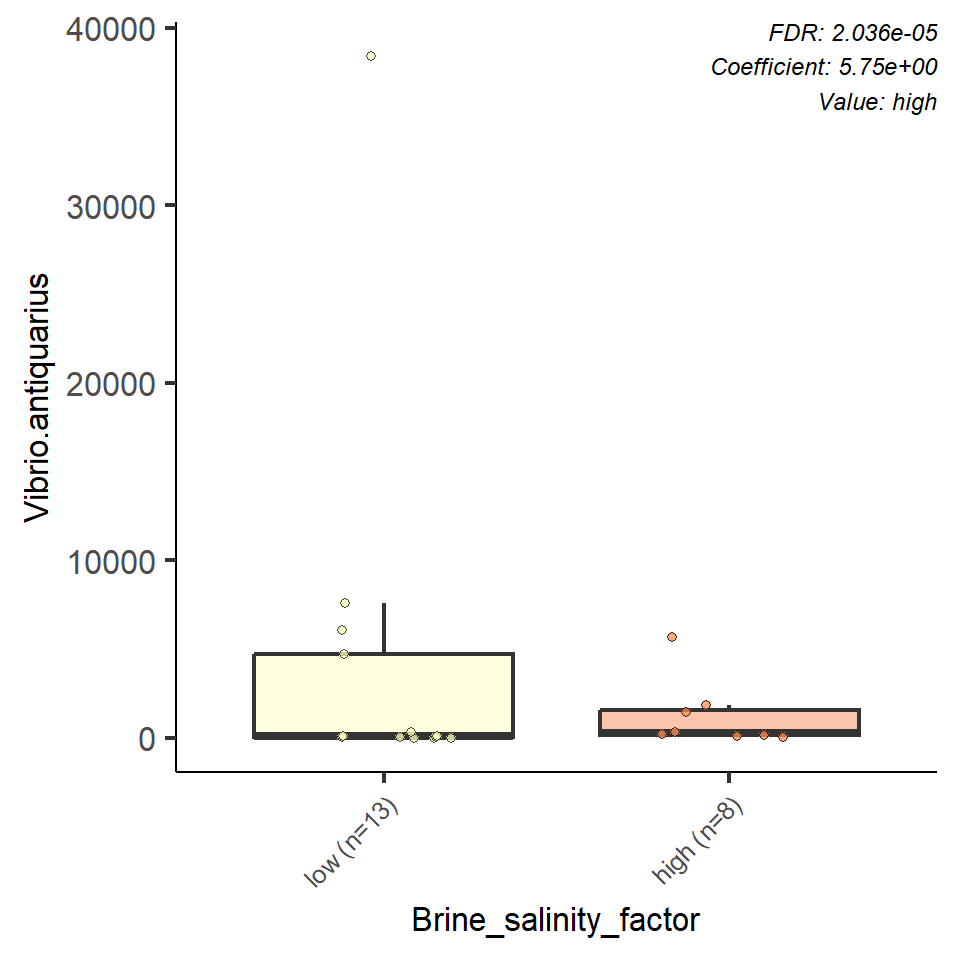 FDR: 2.036e-05
Coefficient: 5.75e+00
Value: high
40000
30000
20000
10000
0
Vibrio.antiquarius
low (n=13)
high (n=8)
Brine_salinity_factor